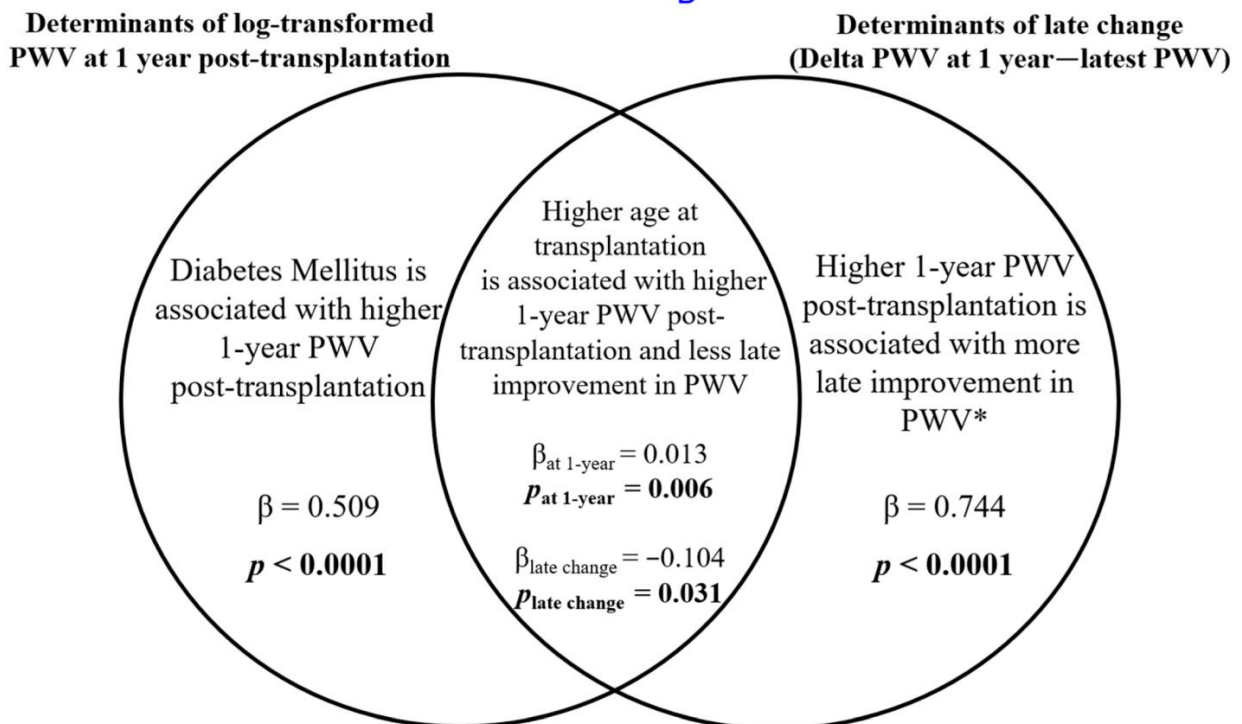 Determinants of log-transformed
PWV at 1 year post-transplantation
Determinants of late change
(Delta PWV at 1 year—latest PWV)
Diabetes Mellitus is
associated with higher
1-year PWV
post-transplantation
β = 0.509
p < 0.0001
Higher age at
transplantation
is associated with higher
1-year PWV post-
transplantation and less late
improvement in PWV
βat 1-year = 0.013
pat 1-year = 0.006
βlate change = −0.104
plate change = 0.031
Higher 1-year PWV
post-transplantation is
associated with more
late improvement in
PWV*
β = 0.744
p < 0.0001